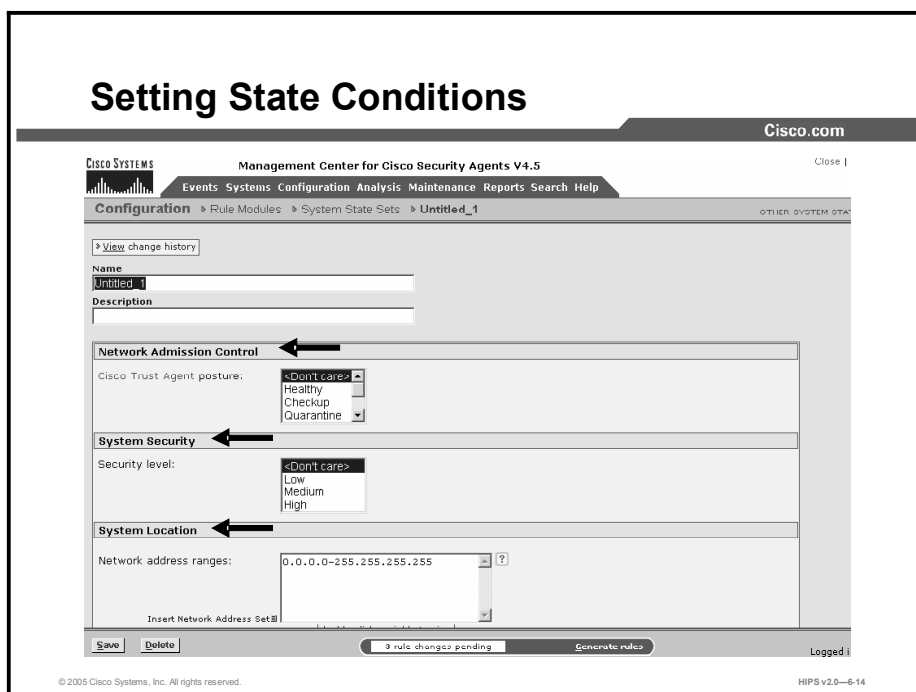 Setting State Conditions
Cisco.com
CISCO SYSTEMS
Management Center for Cisco Security Agents V4.5
Close |
Events Systems Configuration Analysis Maintenance Reports Search Help
Configuration Rule Modules System State Sets Untitled_1
OTHER SYSTEM STA
View change history
Name
Untitled_1
Description
Network Admission Control
Cisco Trust Agent posture:
<Don't care>
Healthy
Checkup
Quarantine
System Security
Security level:
<Don't care>
Low
Medium
High
System Location
Network address ranges:
0.0.0.0-255.255.255.255
?
Insert Network Address Set
Save Delete
3 rule changes pending
Generate rules
Logged i
© 2005 Cisco Systems, Inc. All rights reserved.
HIPS v2.0—6-14